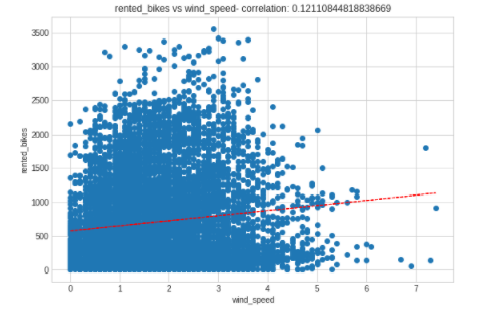 rented_bikes vs wind_speed- correlation: 0.12110844818838669
3500
3000
2500
2000
1500
1000
500
0
rented_bikes
0 1 2 3 4 5 6 7
wind_speed